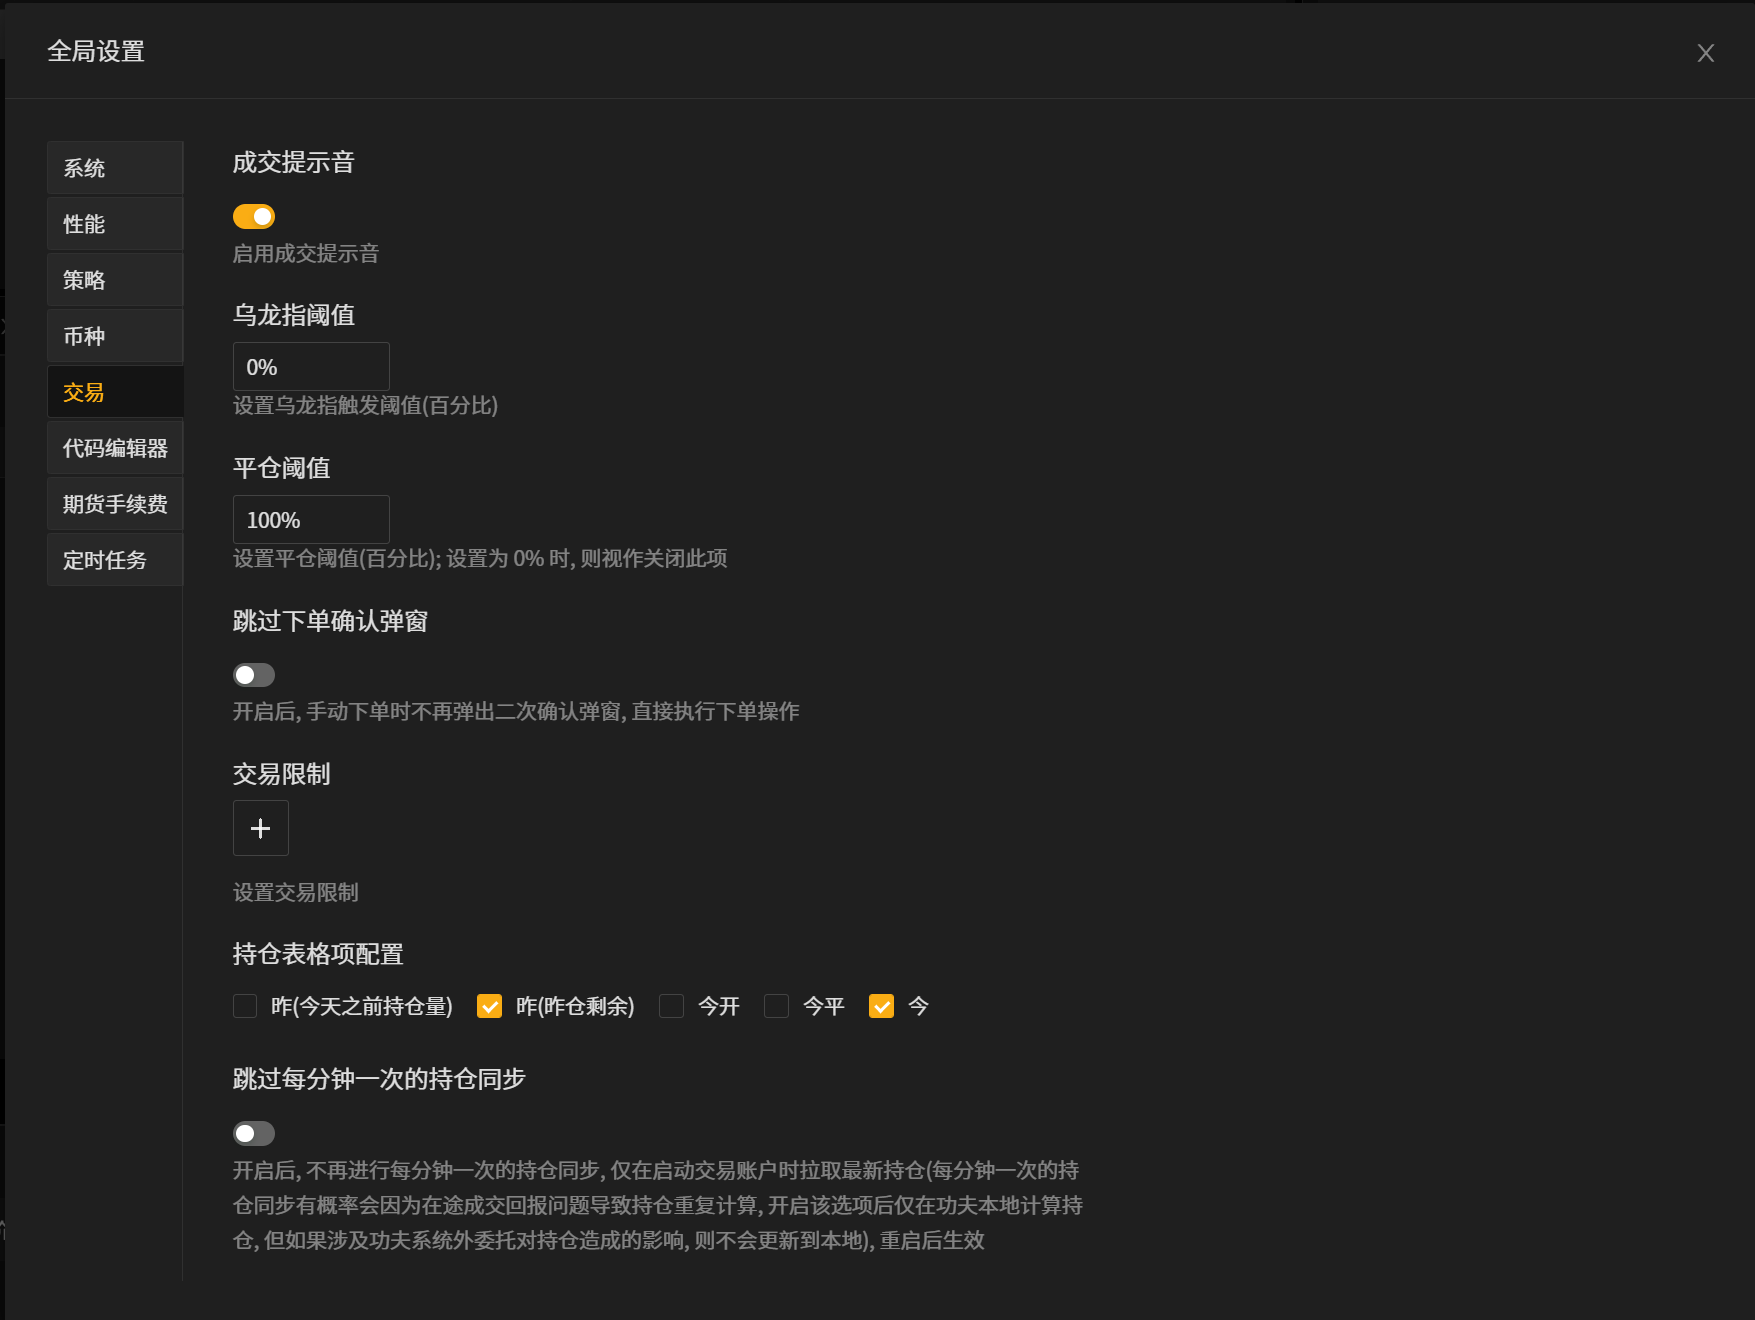 全局设置
系统
性能
策略
币种
交易
代码编辑器
期货手续费
定时任务
成交提示音
启用成交提示音
乌龙指阈值
0%
设置乌龙指触发阈值(百分比)
平仓阈值
100%
设置平仓阈值(百分比); 设置为 0% 时, 则视作关闭此项
跳过下单确认弹窗
开启后, 手动下单时不再弹出二次确认弹窗, 直接执行下单操作
交易限制
设置交易限制
持仓表格项配置
昨(今天之前持仓量) 昨(昨仓剩余) 今开 今平 今
跳过每分钟一次的持仓同步
开启后, 不再进行每分钟一次的持仓同步, 仅在启动交易账户时拉取最新持仓(每分钟一次的持
仓同步有概率会因为在途成交回报问题导致持仓重复计算, 开启该选项后仅在功夫本地计算持
仓, 但如果涉及功夫系统外委托对持仓造成的影响, 则不会更新到本地), 重启后生效